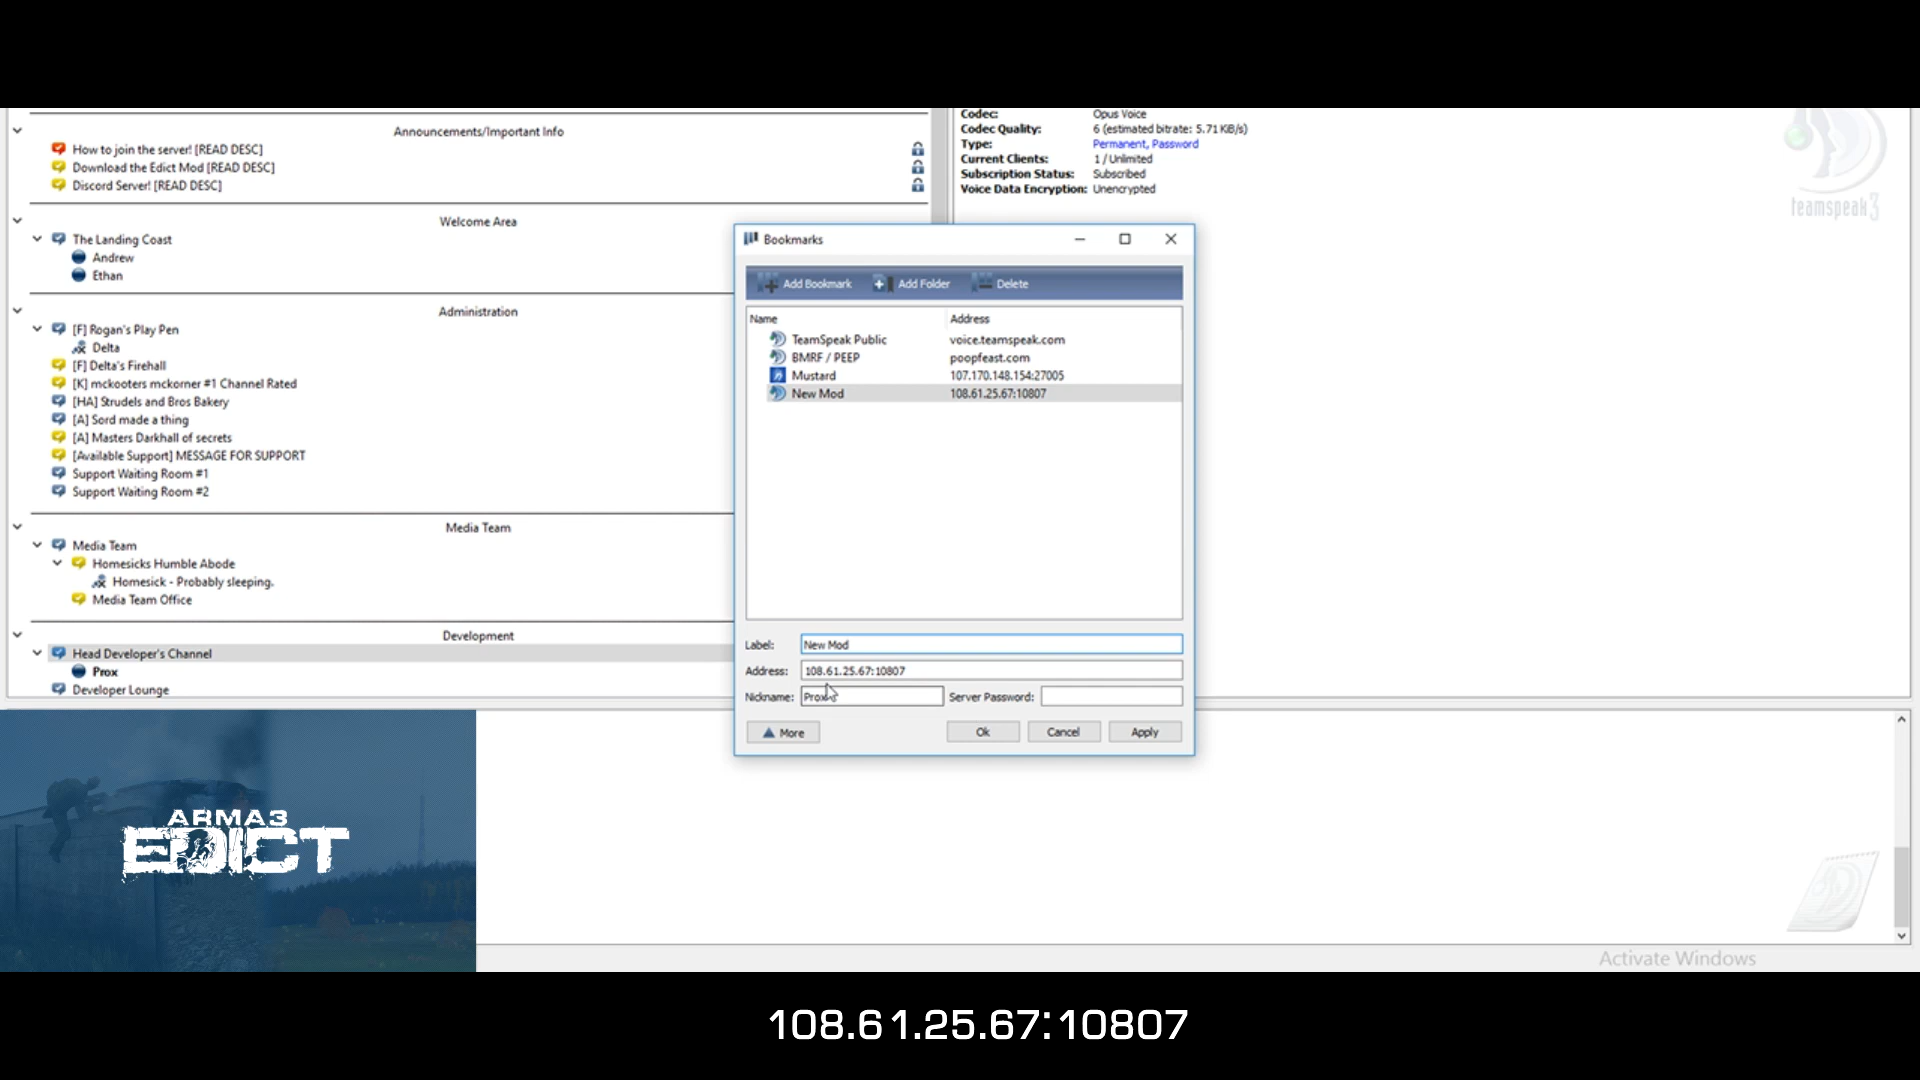 Announcements/Important Info
How to join the server! [READ DESC]
Download the Edict Mod [READ DESC]
Discord Server! [READ DESC]
Welcome Area
The Landing Coast
Andrew
Ethan
Administration
[F] Rogan's Play Pen
Delta
[F] Delta's Firehall
[K] mckooters mckorner #1 Channel Rated
[HA] Strudels and Bros Bakery
[A] Sord made a thing
[A] Masters Darkhall of secrets
[Available Support] MESSAGE FOR SUPPORT
Support Waiting Room #1
Support Waiting Room #2
Media Team
Media Team
Homesicks Humble Abode
Homesick - Probably sleeping.
Media Team Office
Development
Head Developer's Channel
Prox
Developer Lounge
Codec: Opus Voice
Codec Quality: 6 (estimated bitrate: 5.71 KiB/s)
Type: Permanent, Password
Current Clients: 1 / Unlimited
Subscription Status: Subscribed
Voice Data Encryption: Unencrypted
teamspeak3
Bookmarks
Add Bookmark Add Folder Delete
Name Address
TeamSpeak Public voice.teamspeak.com
BMRF / PEEP poopfeast.com
Mustard 107.170.148.154:27005
New Mod 108.61.25.67:10807
Label: New Mod
Address: 108.61.25.67:10807
Nickname: Prox Server Password:
More Ok Cancel Apply
ARMA3
EDICT
Activate Windows
108.61.25.67:10807